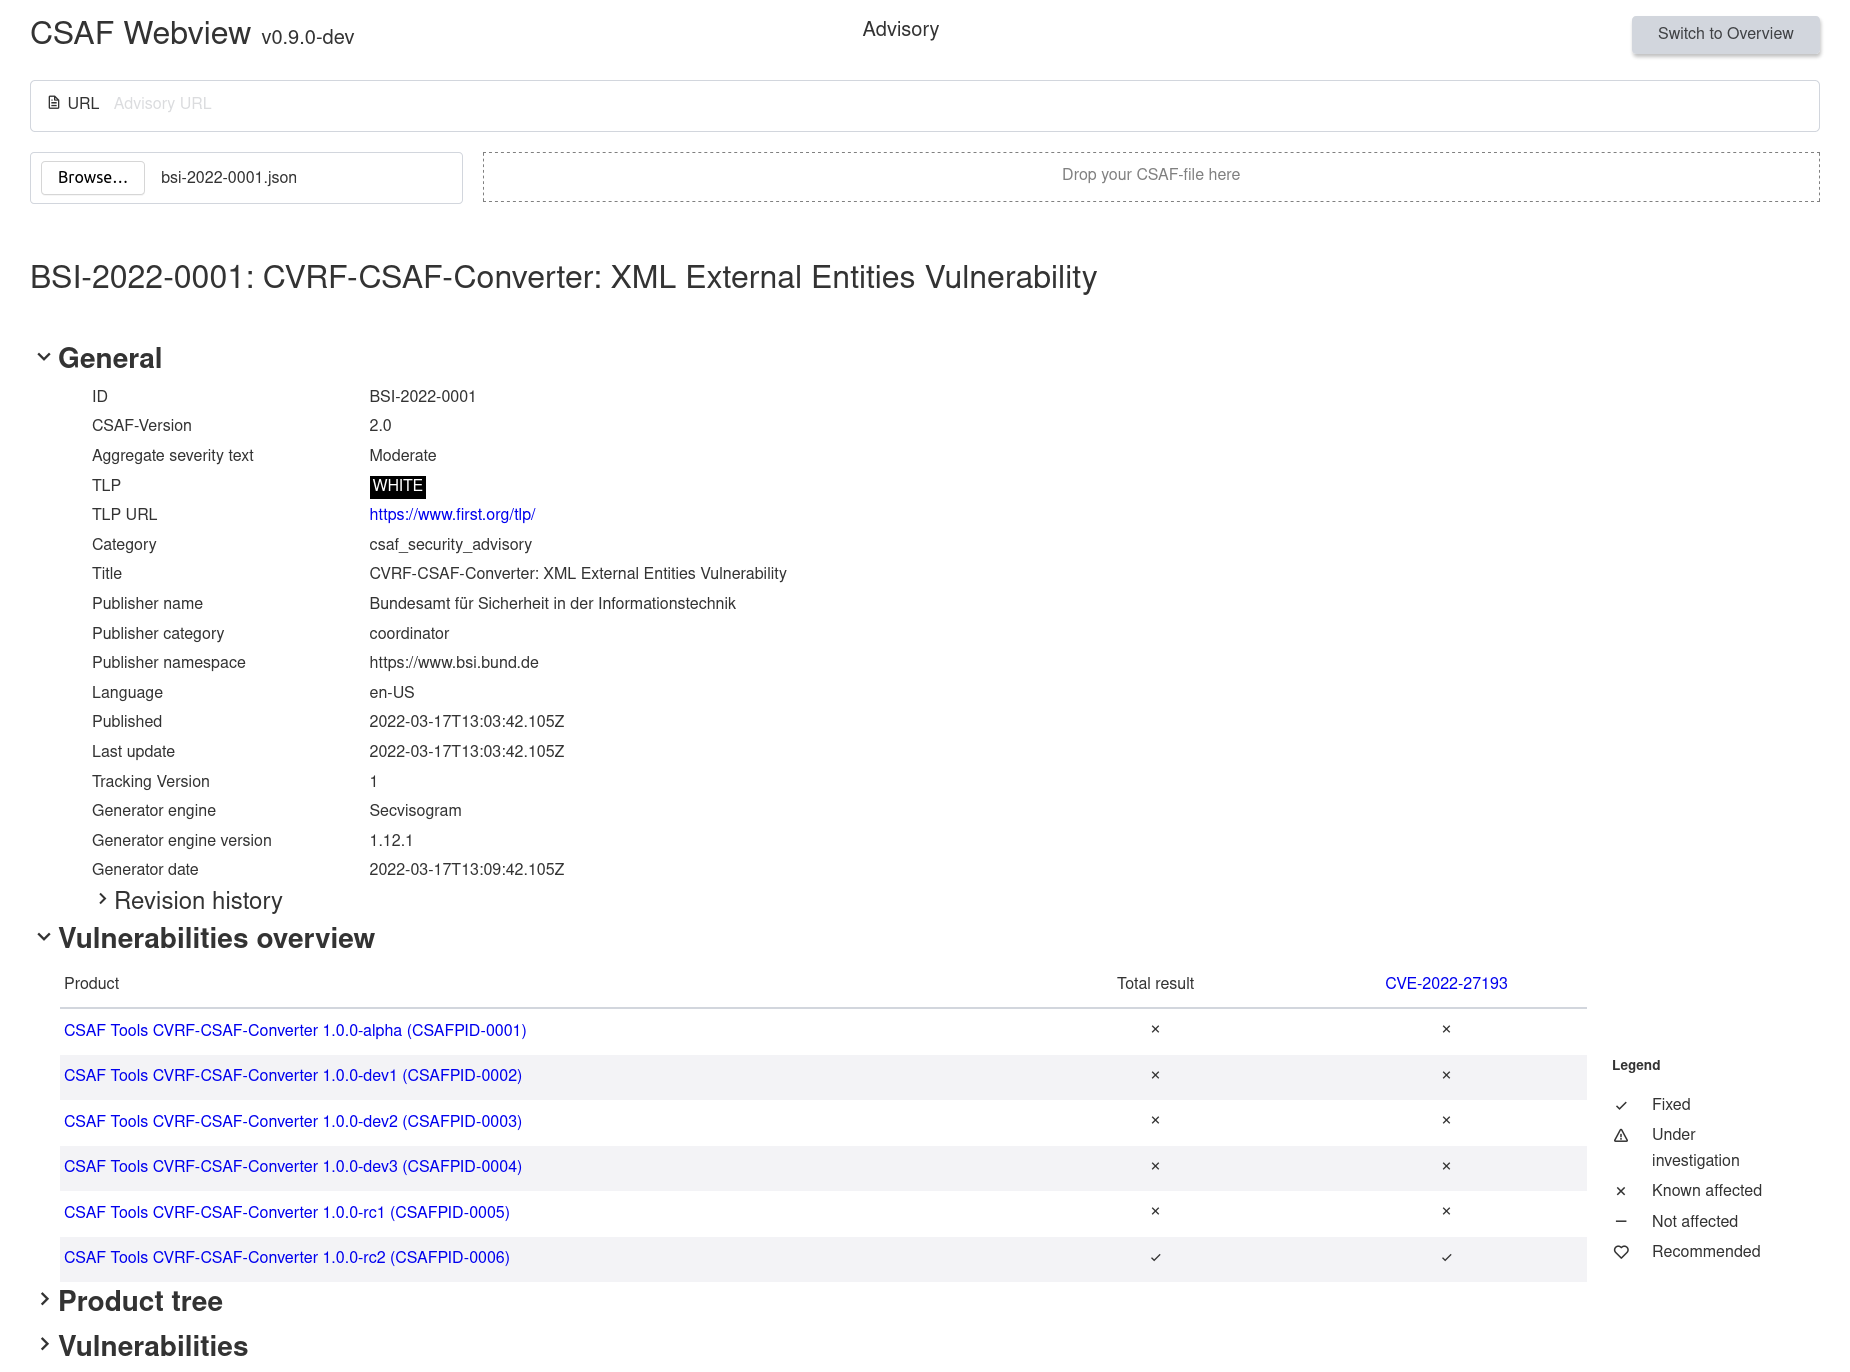 CSAF Webview v0.9.0-dev
Advisory
Switch to Overview
URL Advisory URL
Browse... bsi-2022-0001.json
Drop your CSAF-file here
BSI-2022-0001: CVRF-CSAF-Converter: XML External Entities Vulnerability
General
ID BSI-2022-0001
CSAF-Version 2.0
Aggregate severity text Moderate
TLP WHITE
TLP URL https://www.first.org/tlp/
Category csaf_security_advisory
Title CVRF-CSAF-Converter: XML External Entities Vulnerability
Publisher name Bundesamt für Sicherheit in der Informationstechnik
Publisher category coordinator
Publisher namespace https://www.bsi.bund.de
Language en-US
Published 2022-03-17T13:03:42.105Z
Last update 2022-03-17T13:03:42.105Z
Tracking Version 1
Generator engine Secvisogram
Generator engine version 1.12.1
Generator date 2022-03-17T13:09:42.105Z
Revision history
Vulnerabilities overview
Product Total result CVE-2022-27193
CSAF Tools CVRF-CSAF-Converter 1.0.0-alpha (CSAFPID-0001) × ×
CSAF Tools CVRF-CSAF-Converter 1.0.0-dev1 (CSAFPID-0002) × ×
CSAF Tools CVRF-CSAF-Converter 1.0.0-dev2 (CSAFPID-0003) × ×
CSAF Tools CVRF-CSAF-Converter 1.0.0-dev3 (CSAFPID-0004) × ×
CSAF Tools CVRF-CSAF-Converter 1.0.0-rc1 (CSAFPID-0005) × ×
CSAF Tools CVRF-CSAF-Converter 1.0.0-rc2 (CSAFPID-0006) ✓ ✓
Legend
Fixed
Under
investigation
Known affected
Not affected
Recommended
Product tree
Vulnerabilities